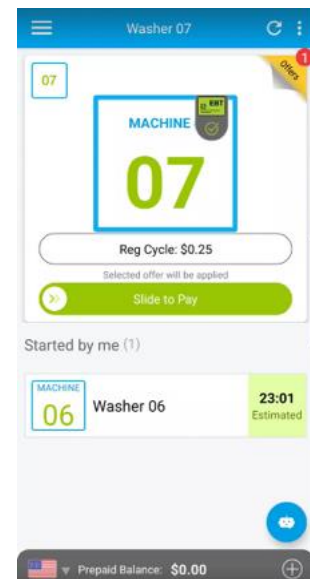 Washer 07
1
Offers
07
EBT
MACHINE
07
Reg Cycle: $0.25
Selected offer will be applied
Slide to Pay
Started by me (1)
MACHINE
06
Washer 06
23:01
Estimated
Prepaid Balance: $0.00